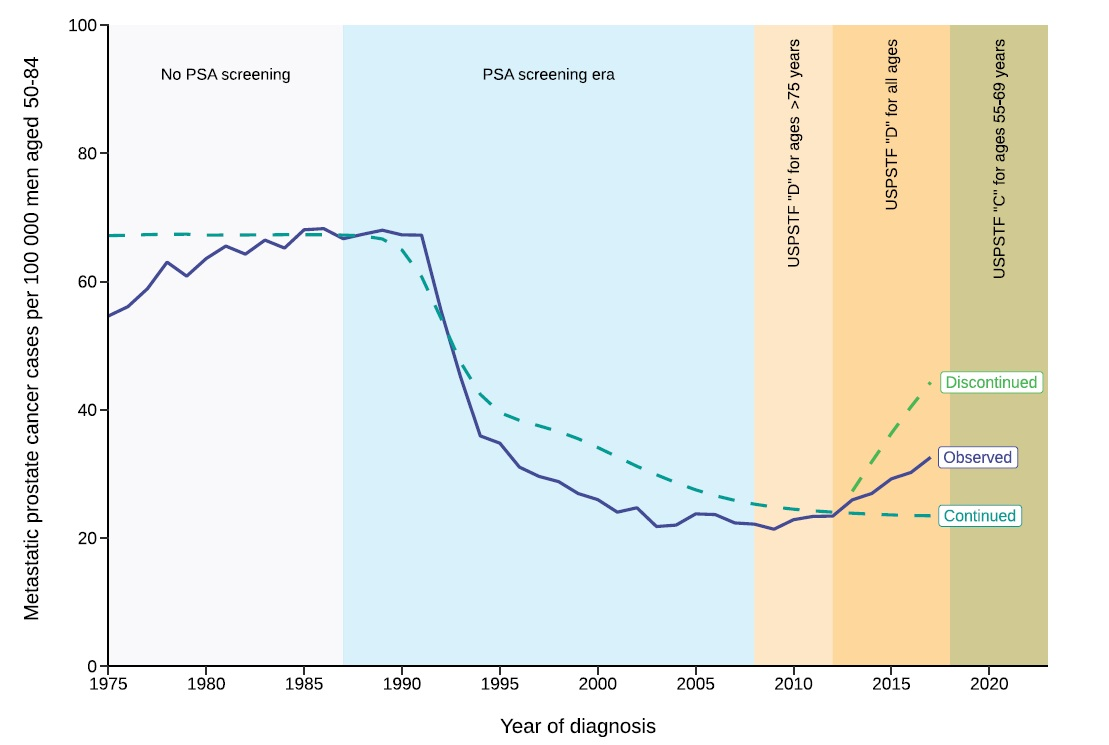 Metastatic prostate cancer cases per 100 000 men aged 50-84
100
80
60
40
20
0
No PSA screening
PSA screening era
USPSTF "D" for ages >75 years
USPSTF "D" for all ages
USPSTF "C" for ages 55-69 years
Discontinued
Observed
Continued
1975 1980 1985 1990 1995 2000 2005 2010 2015 2020
Year of diagnosis